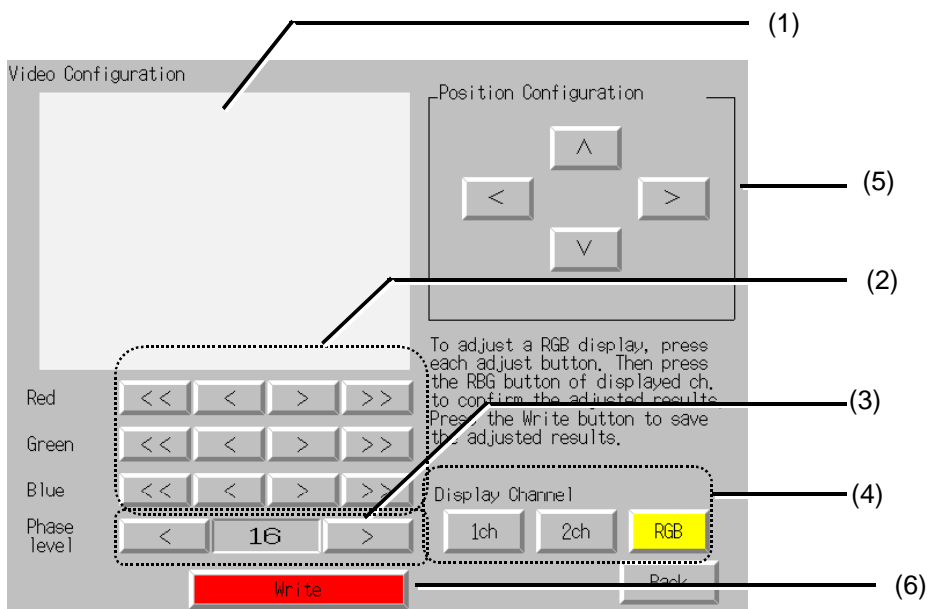 (1)
Video Configuration
Position Configuration
∧
(5)
< >
∨
(2)
To adjust a RGB display, press
each adjust button. Then press
the RBG button of displayed ch.
to confirm the adjusted results.
Press the Write button to save
the adjusted results.
Red << < > >>
(3)
Green << < > >>
Blue << < > >>
Display Channel
(4)
Phase
level < 16 >
1ch 2ch RGB
Write
Back
(6)